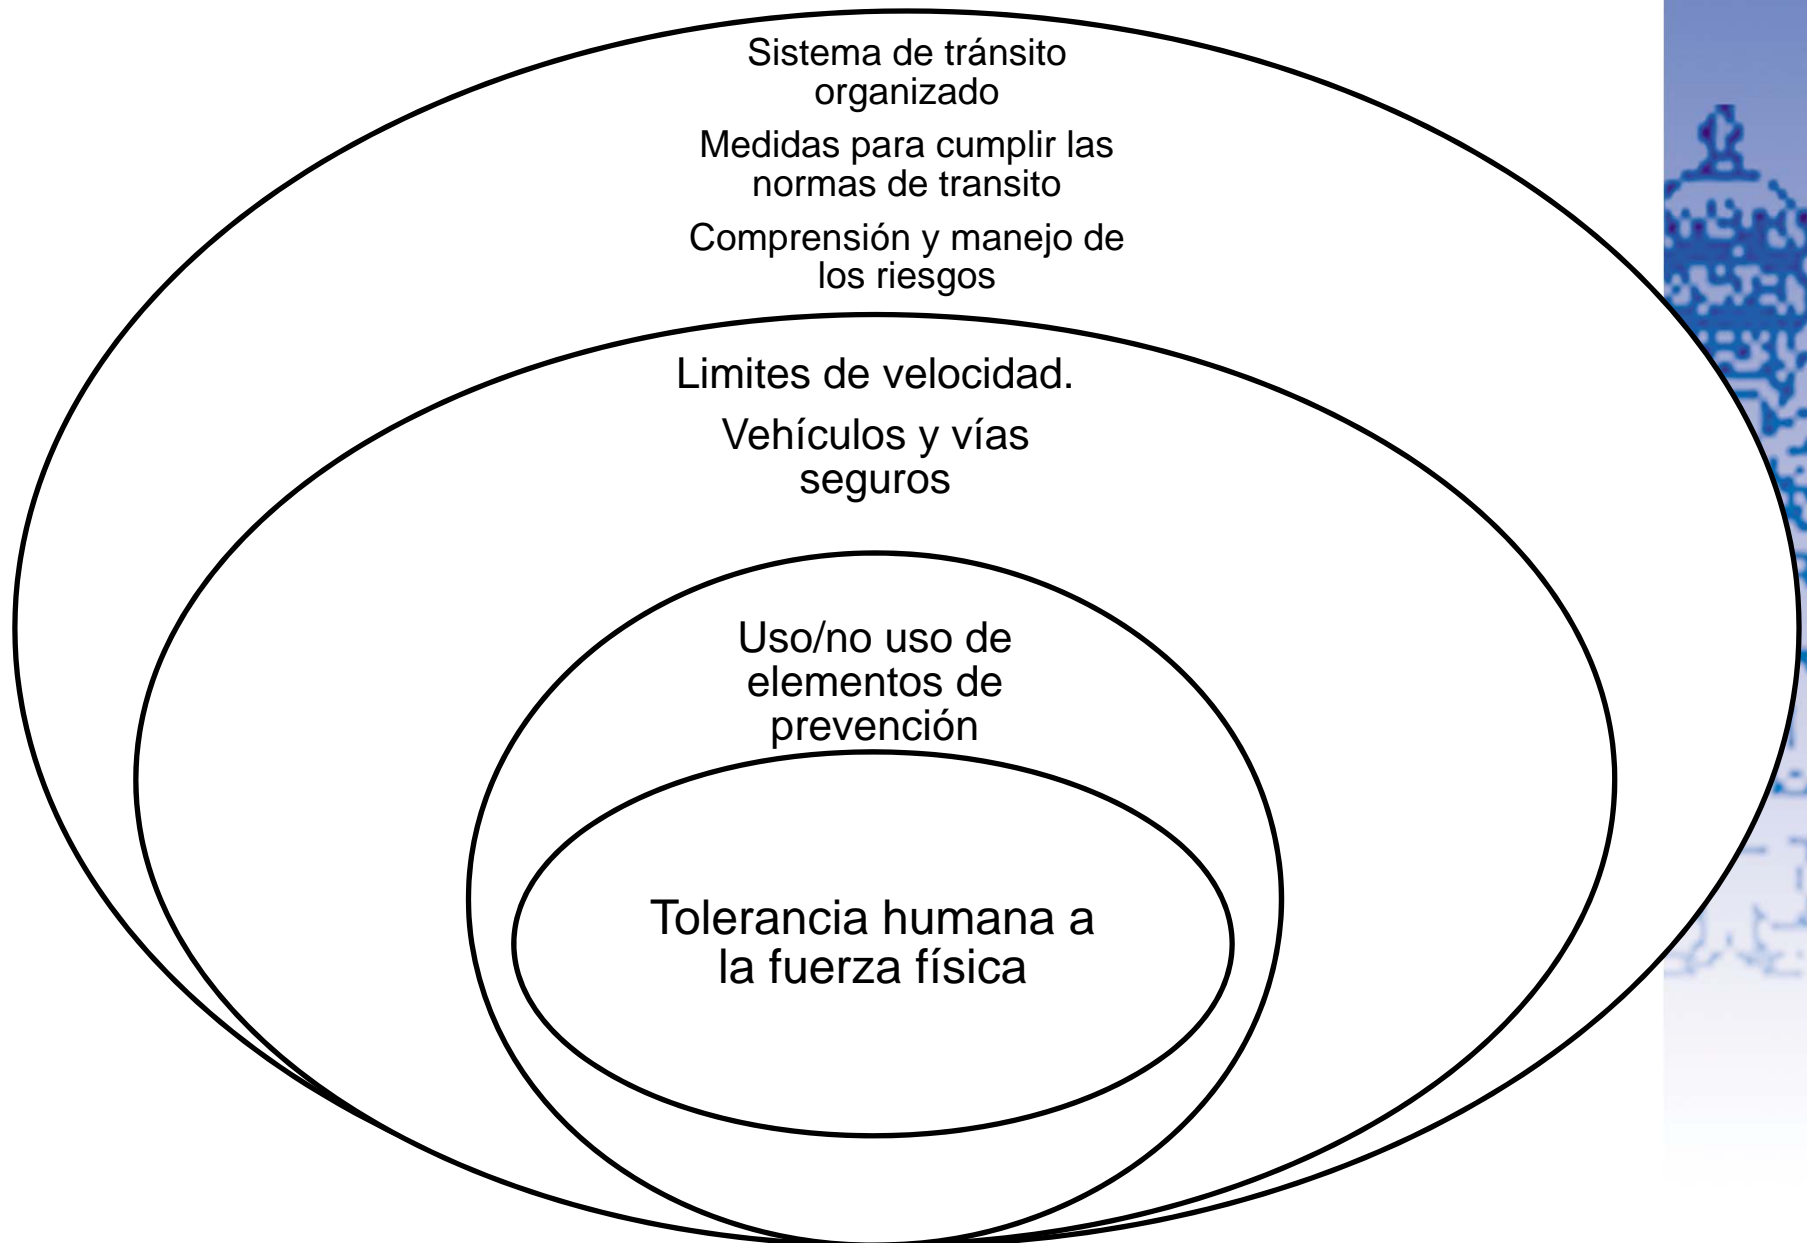 Sistema de tránsito
organizado
Medidas para cumplir las
normas de transito
Comprensión y manejo de
los riesgos
Limites de velocidad.
Vehículos y vías
seguros
Uso/no uso de
elementos de
prevención
Tolerancia humana a
la fuerza física